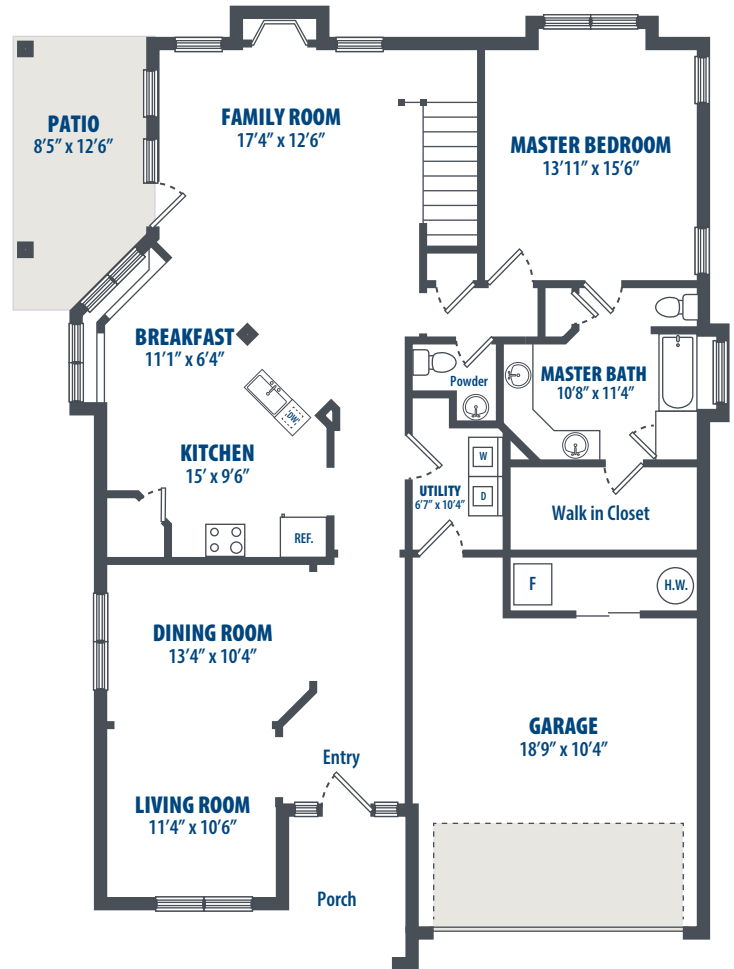 FAMILY ROOM
17’4” x 12’6”
PATIO
8’5” x 12’6”
MASTER BEDROOM
13’11” x 15’6”
BREAKFAST
11’1” x 6’4”
Powder
MASTER BATH
10’8” x 11’4”
DW.
KITCHEN
15’ x 9’6”
W
UTILITY
6’7” x 10’4”
D
Walk in Closet
REF.
F
H.W.
DINING ROOM
13’4” x 10’4”
GARAGE
18’9” x 10’4”
Entry
LIVING ROOM
11’4” x 10’6”
Porch